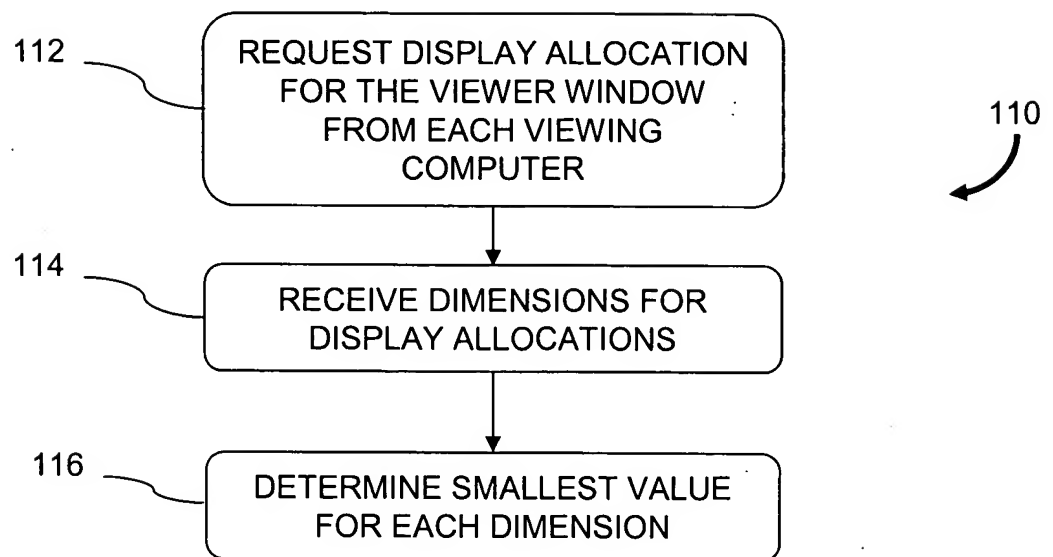 112
REQUEST DISPLAY ALLOCATION
FOR THE VIEWER WINDOW
FROM EACH VIEWING
COMPUTER
110
114
RECEIVE DIMENSIONS FOR
DISPLAY ALLOCATIONS
116
DETERMINE SMALLEST VALUE
FOR EACH DIMENSION